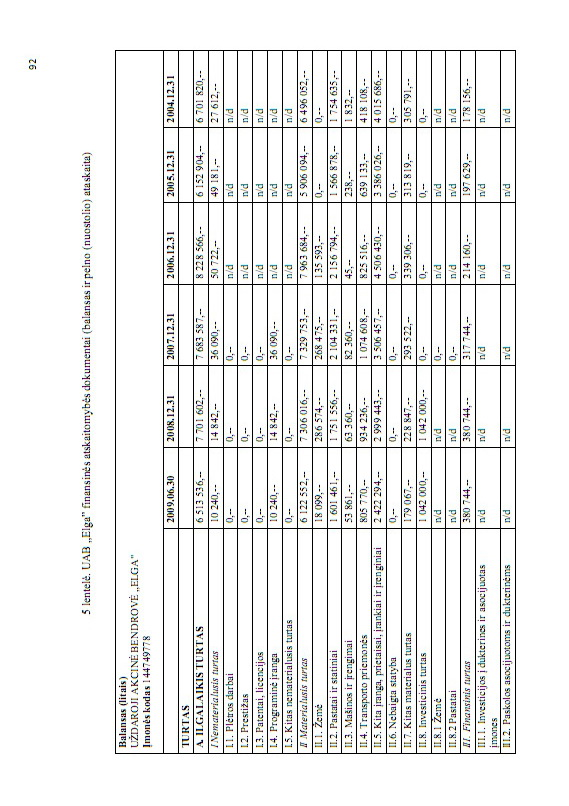 92
5 lentelė. UAB „Elga" finansinės atskaitomybės dokumentai (balansas ir pelno (nuostolio) ataskaita)
Balansas (litais)
UŽDAROJI AKCINĖ BENDROVĖ „ELGA"
Įmonės kodas 144749778
2009.06.30 2008.12.31 2007.12.31 2006.12.31 2005.12.31 2004.12.31
TURTAS
A. ILGALAIKIS TURTAS 6 513 536,-- 7 701 602,-- 7 683 587,-- 8 228 566,-- 6 152 904,-- 6 701 820,--
I Nematerialusis turtas 10 240,-- 14 842,-- 36 090,-- 50 722,-- 49 181,-- 27 612,--
I.1. Plėtros darbai 0,-- 0,-- 0,-- n/d n/d n/d
I.2. Prestižas 0,-- 0,-- 0,-- n/d n/d n/d
I.3. Patentai, licencijos 0,-- 0,-- 0,-- n/d n/d n/d
I.4. Programinė įranga 10 240,-- 14 842,-- 36 090,-- n/d n/d n/d
I.5. Kitas nematerialusis turtas 0,-- 0,-- 0,-- n/d n/d n/d
II Materialusis turtas 6 122 552,-- 7 306 016,-- 7 329 753,-- 7 963 684,-- 5 906 094,-- 6 496 052,--
II.1. Žemė 18 099,-- 286 574,-- 268 475,-- 135 593,-- 0,-- 0,--
II.2. Pastatai ir statiniai 1 601 461,-- 1 751 556,-- 2 104 331,-- 2 156 794,-- 1 566 878,-- 1 754 635,--
II.3. Mašinos ir įrengimai 53 861,-- 63 360,-- 82 360,-- 45,-- 238,-- 1 832,--
II.4. Transporto priemonės 805 770,-- 934 236,-- 1 074 608,-- 825 516,-- 639 133,-- 418 108,--
II.5. Kita įranga, prietaisai, įrankiai ir įrenginiai 2 422 294,-- 2 999 443,-- 3 506 457,-- 4 506 430,-- 3 386 026,-- 4 015 686,--
II.6. Nebaigta statyba 0,-- 0,-- 0,-- 0,-- 0,-- 0,--
II.7. Kitas materialus turtas 179 067,-- 228 847,-- 293 522,-- 339 306,-- 313 819,-- 305 791,--
II.8. Investicinis turtas 1 042 000,-- 1 042 000,-- 0,-- 0,-- 0,-- 0,--
II.8.1 Žemė n/d n/d 0,-- n/d n/d n/d
II.8.2 Pastatai n/d n/d 0,-- n/d n/d n/d
III. Finansinis turtas 380 744,-- 380 744,-- 317 744,-- 214 160,-- 197 629,-- 178 156,--
III.1. Investicijos į dukterines ir asocijuotas n/d n/d n/d n/d n/d n/d
įmones
III.2. Paskolos asocijuotoms ir dukterinėms n/d n/d n/d n/d n/d n/d